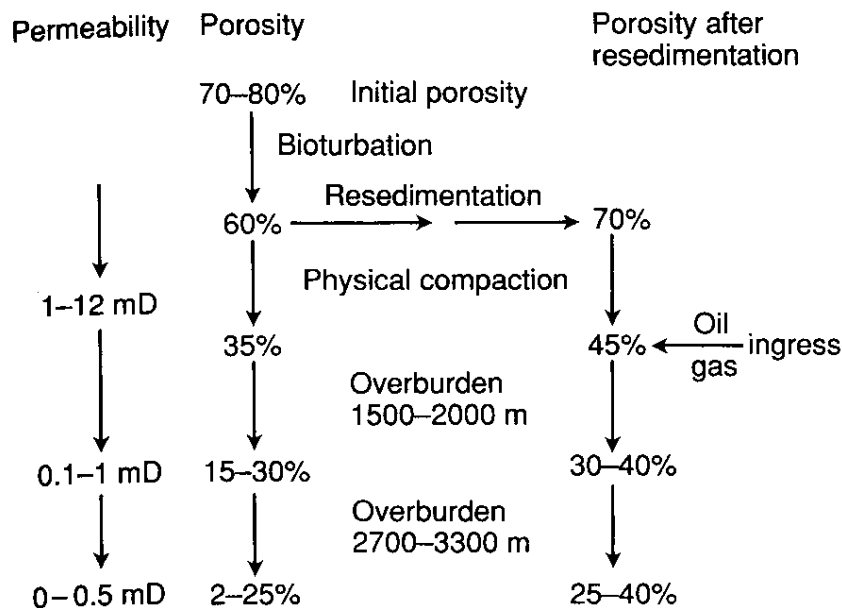 Permeability Porosity Porosity after
resedimentation
70–80% Initial porosity
Bioturbation
Resedimentation
60% 70%
Physical compaction
1–12 mD
35% 45% Oil
gas ingress
Overburden
1500–2000 m
0.1–1 mD 15–30% 30–40%
Overburden
2700–3300 m
0–0.5 mD 2–25% 25–40%